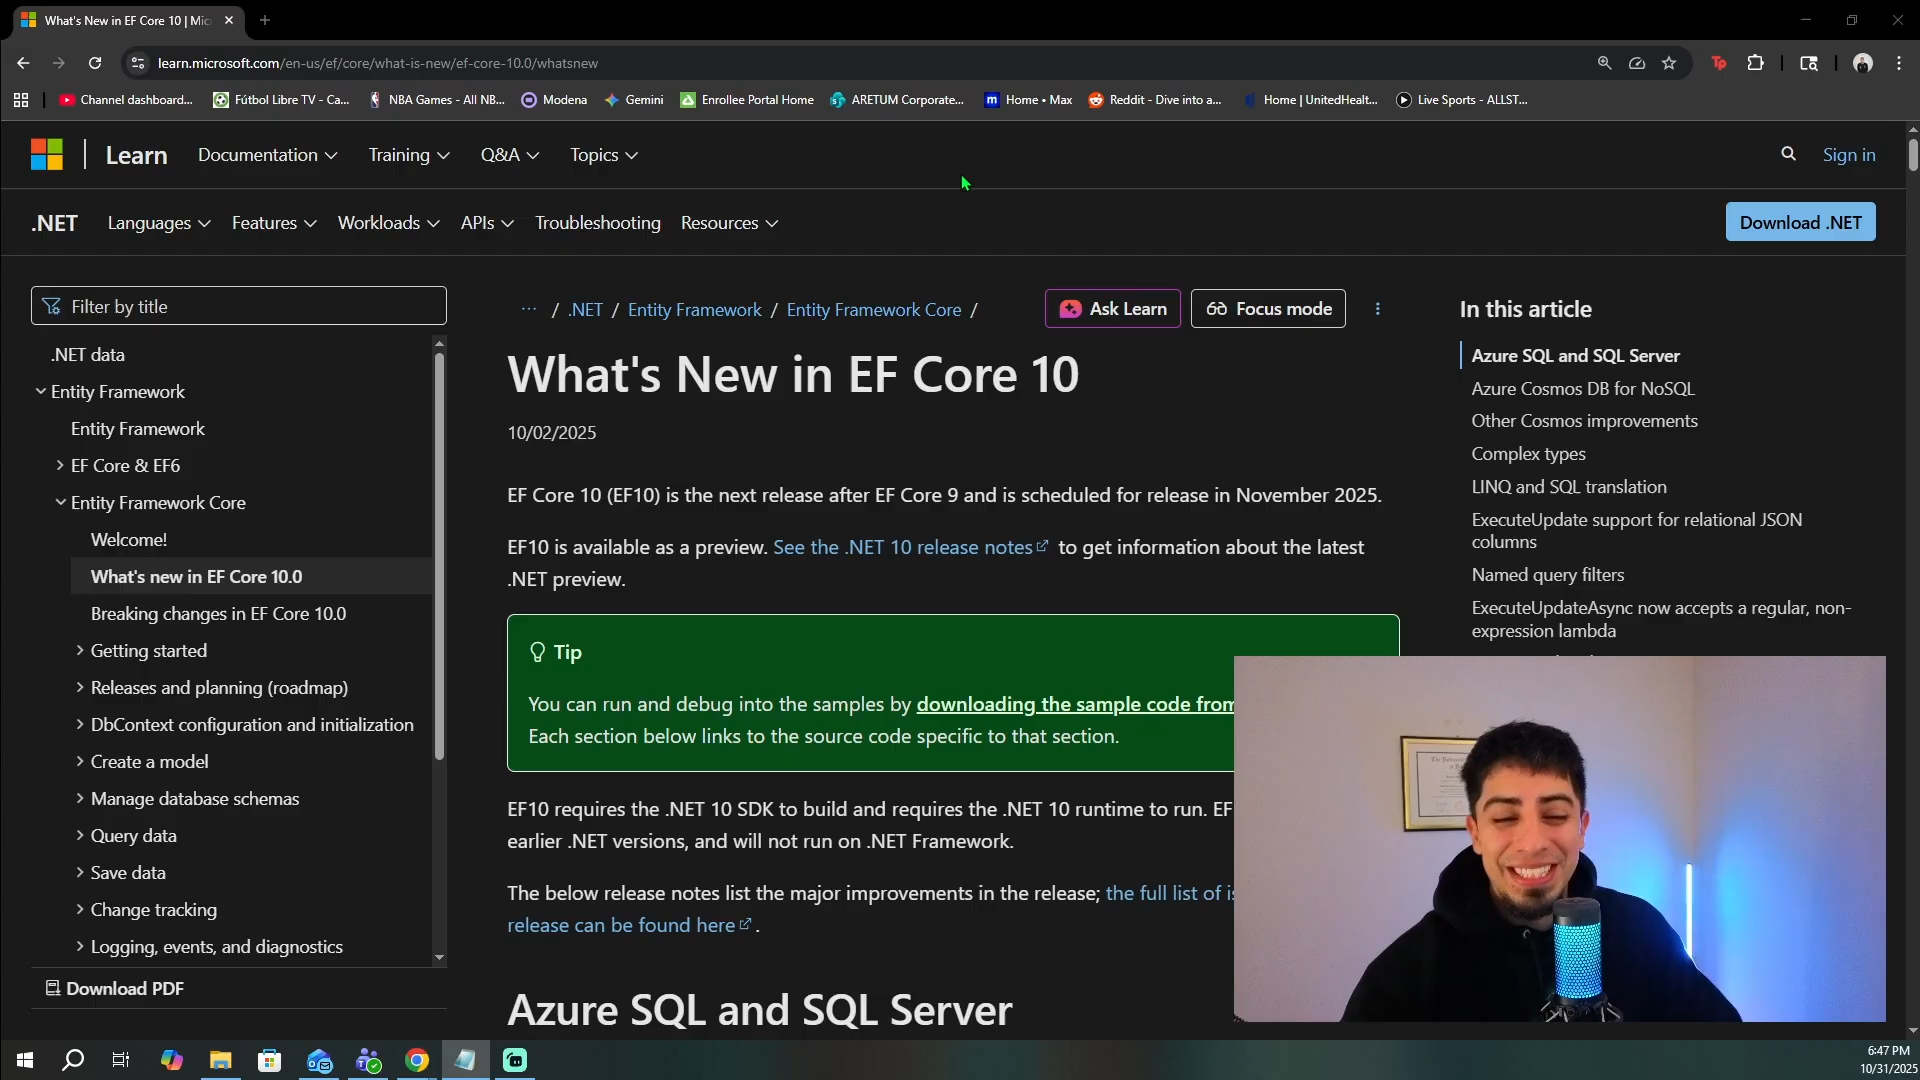 What's New in EF Core 10 | Mic
learn.microsoft.com/en-us/ef/core/what-is-new/ef-core-10.0/whatsnew
Channel dashboard...
Fútbol Libre TV - Ca...
NBA Games - All NB...
Modena
Gemini
Enrollee Portal Home
ARETUM Corporate...
Home • Max
Reddit - Dive into a...
Home | UnitedHealt...
Live Sports - ALLST...
Learn
Documentation
Training
Q&A
Topics
Sign in
.NET
Languages
Features
Workloads
APIs
Troubleshooting
Resources
Download .NET
Filter by title
.NET data
Entity Framework
Entity Framework
EF Core & EF6
Entity Framework Core
Welcome!
What's new in EF Core 10.0
Breaking changes in EF Core 10.0
Getting started
Releases and planning (roadmap)
DbContext configuration and initialization
Create a model
Manage database schemas
Query data
Save data
Change tracking
Logging, events, and diagnostics
Download PDF
... / .NET / Entity Framework / Entity Framework Core /
Ask Learn
Focus mode
What's New in EF Core 10
10/02/2025
EF Core 10 (EF10) is the next release after EF Core 9 and is scheduled for release in November 2025.
EF10 is available as a preview. See the .NET 10 release notes to get information about the latest
.NET preview.
Tip
You can run and debug into the samples by downloading the sample code from
Each section below links to the source code specific to that section.
EF10 requires the .NET 10 SDK to build and requires the .NET 10 runtime to run. EF
earlier .NET versions, and will not run on .NET Framework.
The below release notes list the major improvements in the release; the full list of is
release can be found here.
Azure SQL and SQL Server
In this article
Azure SQL and SQL Server
Azure Cosmos DB for NoSQL
Other Cosmos improvements
Complex types
LINQ and SQL translation
ExecuteUpdate support for relational JSON
columns
Named query filters
ExecuteUpdateAsync now accepts a regular, non-
expression lambda
6:47 PM
10/31/2025